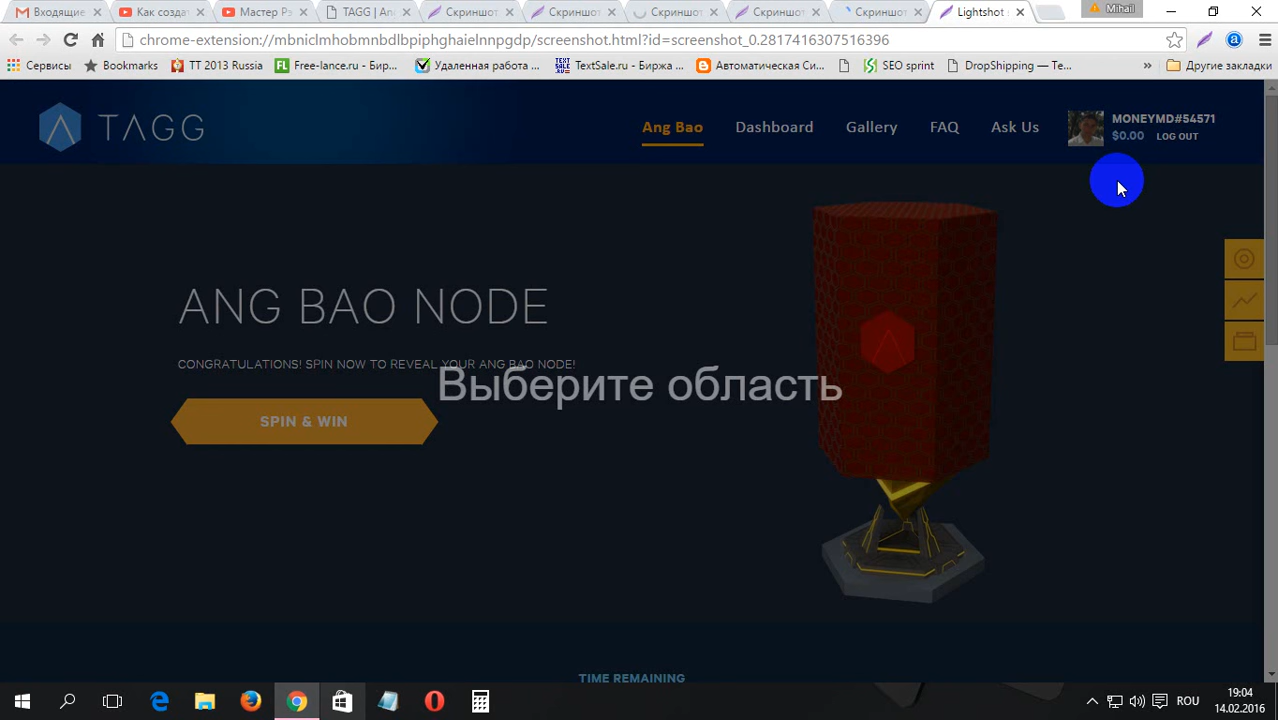 Входящие
Как созда
Мастер Рэ
TAGG | An
Скриншот
Скриншот
Скриншо
Скриншот
Скриншот
Lightshot s
Mihail
chrome-extension://mbniclmhobmnbdlbpiphghaielnnpgdp/screenshot.html?id=screenshot_0.2817416307516396
Сервисы
Bookmarks
TT 2013 Russia
Free-lance.ru - Бир...
Удаленная работа ...
TextSale.ru - Биржа ...
Автоматическая Си...
SEO sprint
DropShipping — Те...
»
Другие закладки
TAGG
Ang Bao
Dashboard
Gallery
FAQ
Ask Us
MONEYMD#54571
$0.00 LOG OUT
ANG BAO NODE
CONGRATULATIONS! SPIN NOW TO REVEAL YOUR ANG BAO NODE!
Выберите область
SPIN & WIN
TIME REMAINING
ROU
19:04
14.02.2016